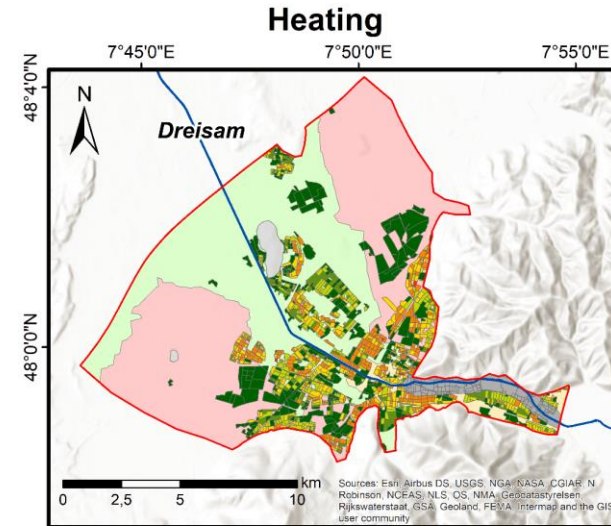 Heating
7°45'0"E 7°50'0"E 7°55'0"E
48°4'0"N
N
Dreisam
48°0'0"N
km
0 2,5 5 10
Sources: Esri, Airbus DS, USGS, NGA, NASA, CGIAR, N
Robinson, NCEAS, NLS, OS, NMA, Geodatastyrelsen,
Rijkswaterstaat, GSA, Geoland, FEMA, Intermap and the GIS
user community